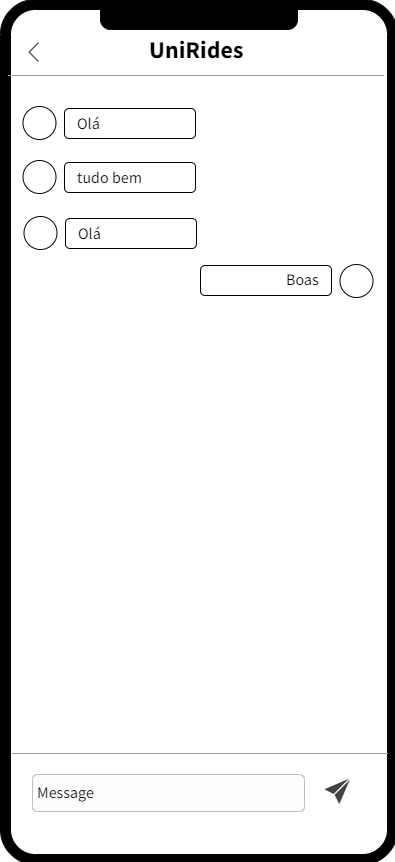 UniRides
Olá
tudo bem
Olá
Boas
Message